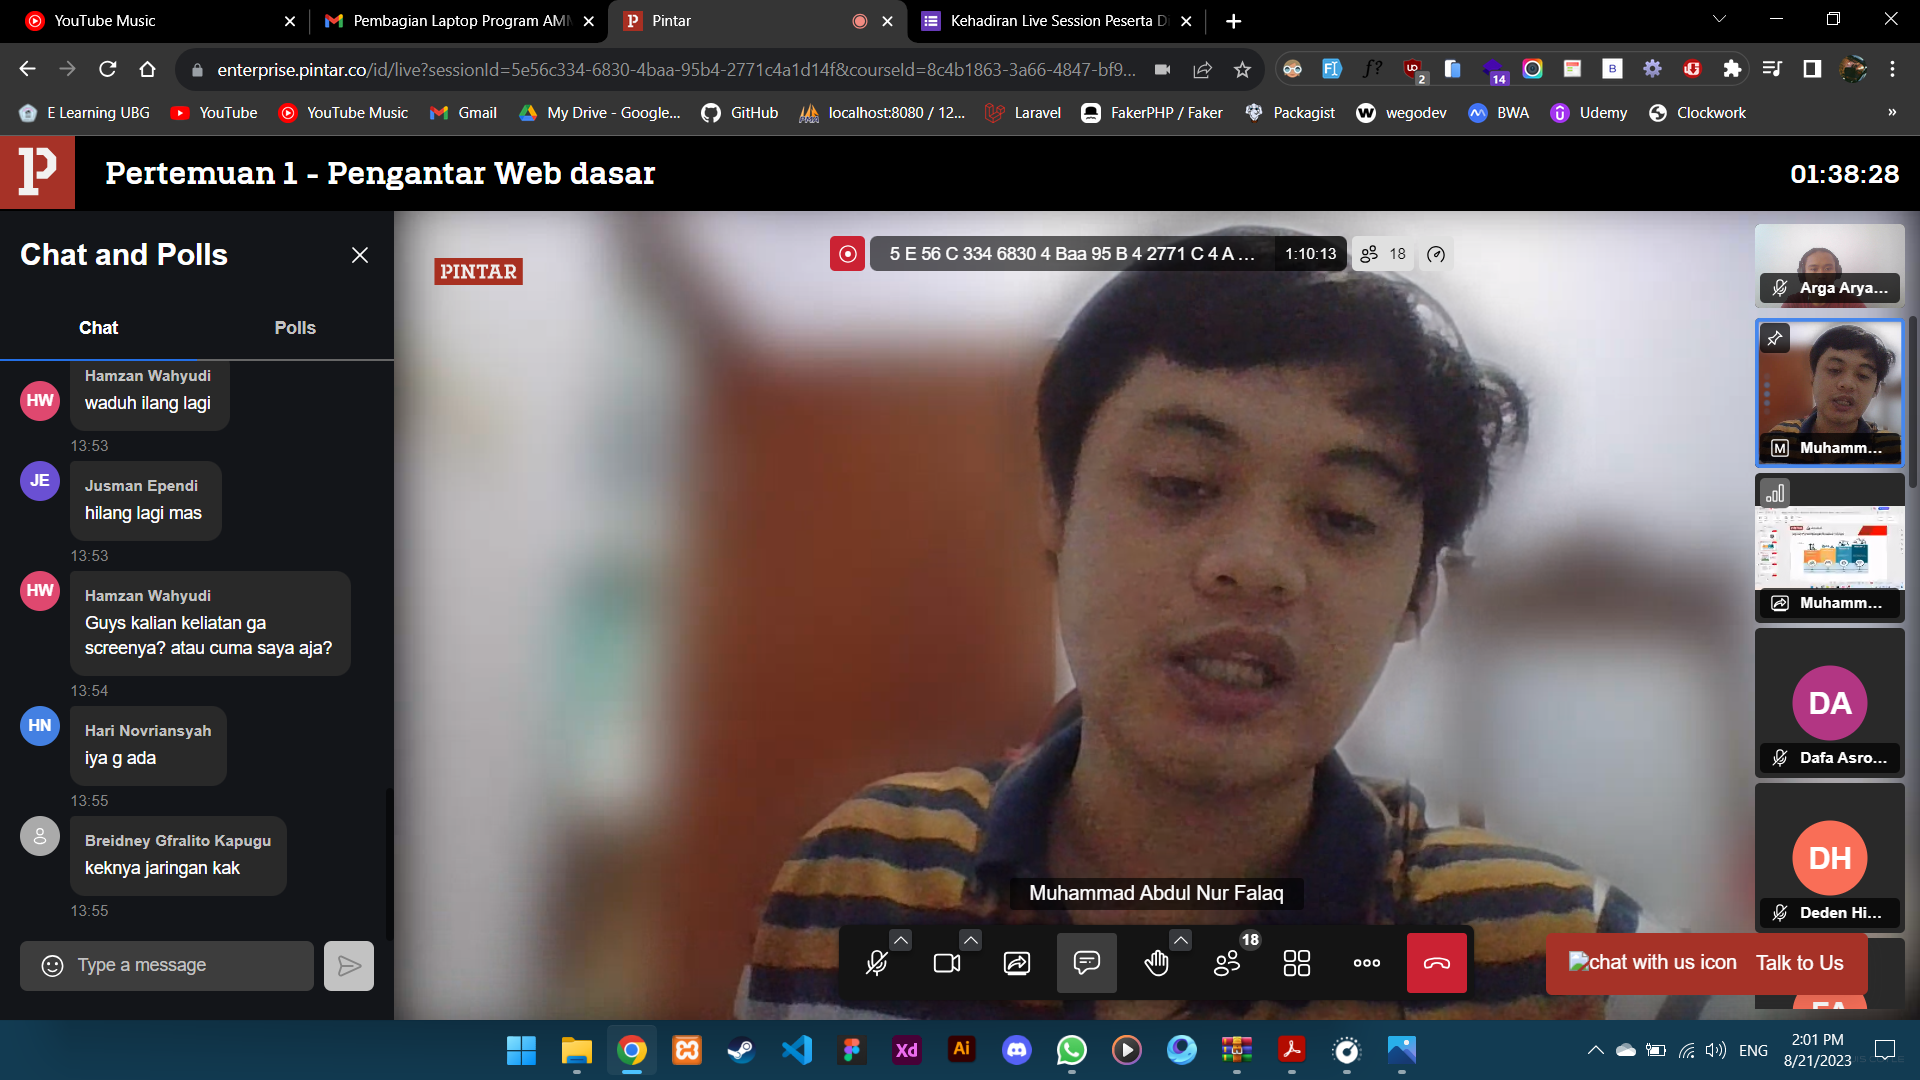 YouTube Music
Pembagian Laptop Program AMM
Pintar
Kehadiran Live Session Peserta Di
enterprise.pintar.co/id/live?sessionId=5e56c334-6830-4baa-95b4-2771c4a1d14f&courseId=8c4b1863-3a66-4847-bf9...
2
14
E Learning UBG
YouTube
YouTube Music
Gmail
My Drive - Google...
GitHub
localhost:8080 / 12...
Laravel
FakerPHP / Faker
Packagist
wegodev
BWA
Udemy
Clockwork
»
P
Pertemuan 1 - Pengantar Web dasar
01:38:28
Chat and Polls
Chat
Polls
HW
Hamzan Wahyudi
waduh ilang lagi
13:53
JE
Jusman Ependi
hilang lagi mas
13:53
HW
Hamzan Wahyudi
Guys kalian keliatan ga
screenya? atau cuma saya aja?
13:54
HN
Hari Novriansyah
iya g ada
13:55
Breidney Gfralito Kapugu
keknya jaringan kak
13:55
Type a message
PINTAR
5 E 56 C 334 6830 4 Baa 95 B 4 2771 C 4 A ...
1:10:13
18
Muhammad Abdul Nur Falaq
18
Arga Arya...
M
Muhamm...
Muhamm...
DA
Dafa Asro...
DH
Deden Hi...
chat with us icon
Talk to Us
Xd
Ai
ENG
2:01 PM
8/21/2023